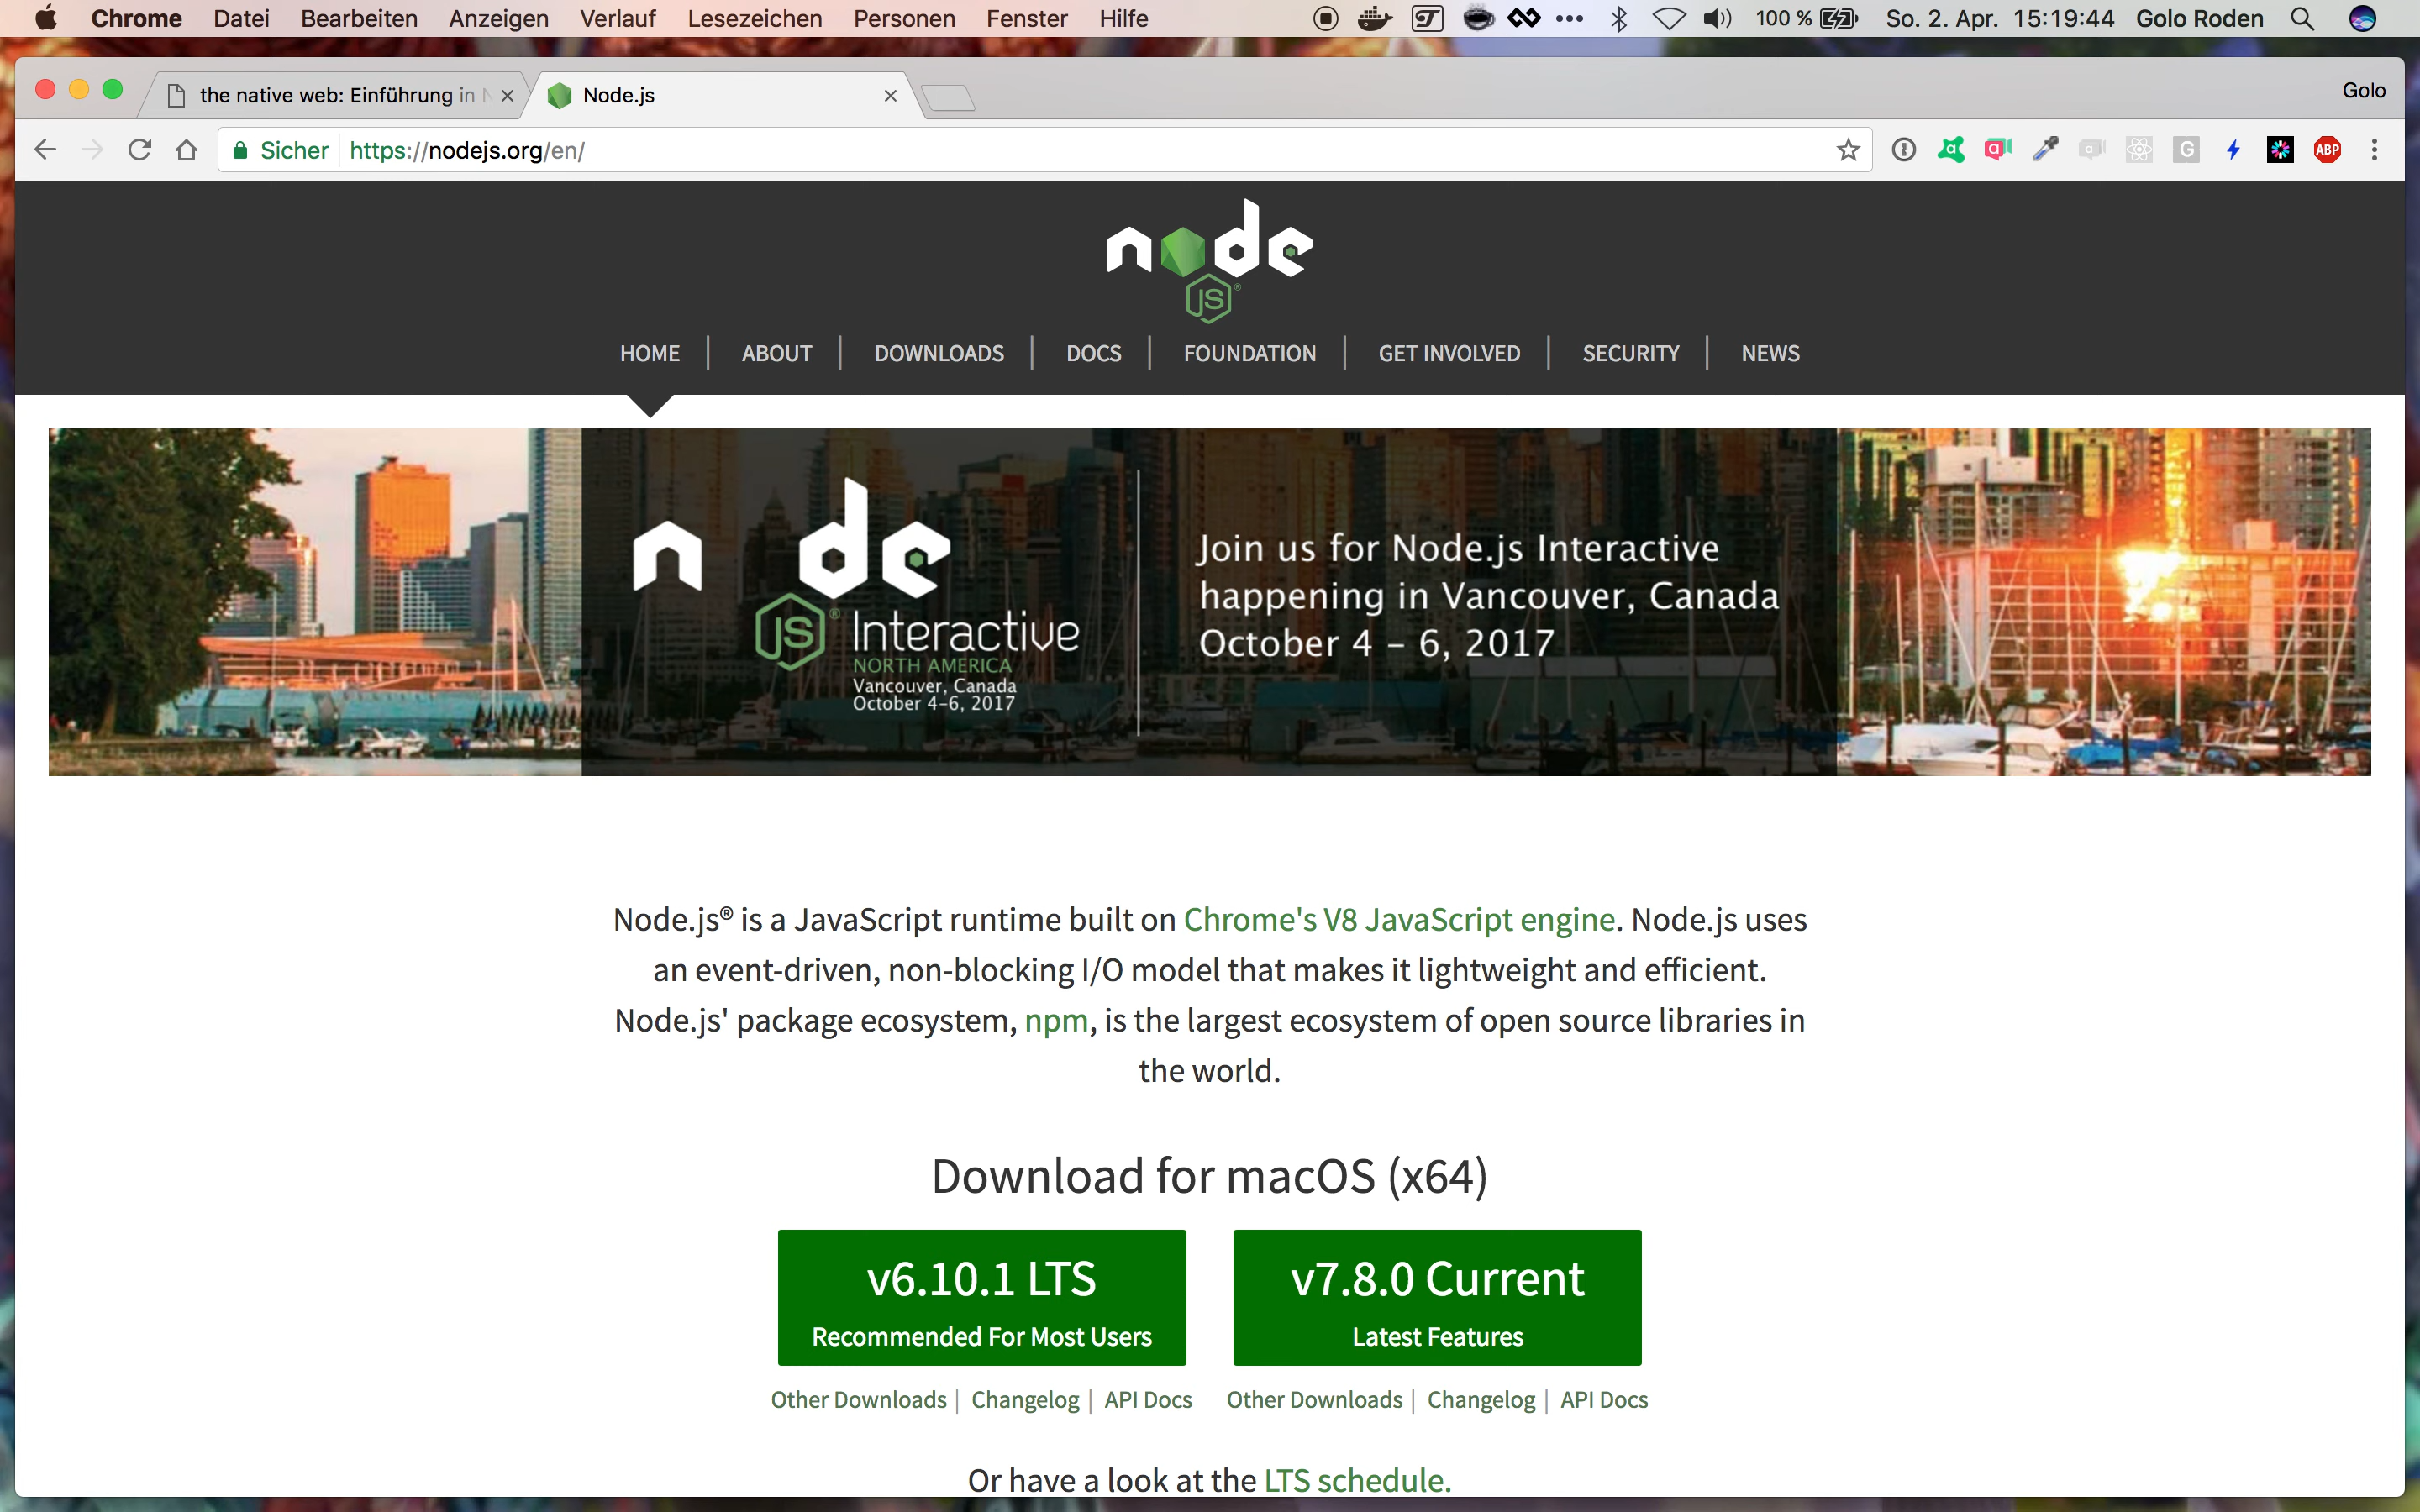 Chrome Datei Bearbeiten Anzeigen Verlauf Lesezeichen Personen Fenster Hilfe 100 % So. 2. Apr. 15:19:44 Golo Roden
the native web: Einführung in N Node.js Golo
Sicher https://nodejs.org/en/ ABP
node
JS®
HOME ABOUT DOWNLOADS DOCS FOUNDATION GET INVOLVED SECURITY NEWS
n de
JS® Interactive
NORTH AMERICA
Vancouver, Canada
October 4-6, 2017
Join us for Node.js Interactive
happening in Vancouver, Canada
October 4 – 6, 2017
Node.js® is a JavaScript runtime built on Chrome's V8 JavaScript engine. Node.js uses
an event-driven, non-blocking I/O model that makes it lightweight and efficient.
Node.js' package ecosystem, npm, is the largest ecosystem of open source libraries in
the world.
Download for macOS (x64)
v6.10.1 LTS
Recommended For Most Users
v7.8.0 Current
Latest Features
Other Downloads | Changelog | API Docs Other Downloads | Changelog | API Docs
Or have a look at the LTS schedule.